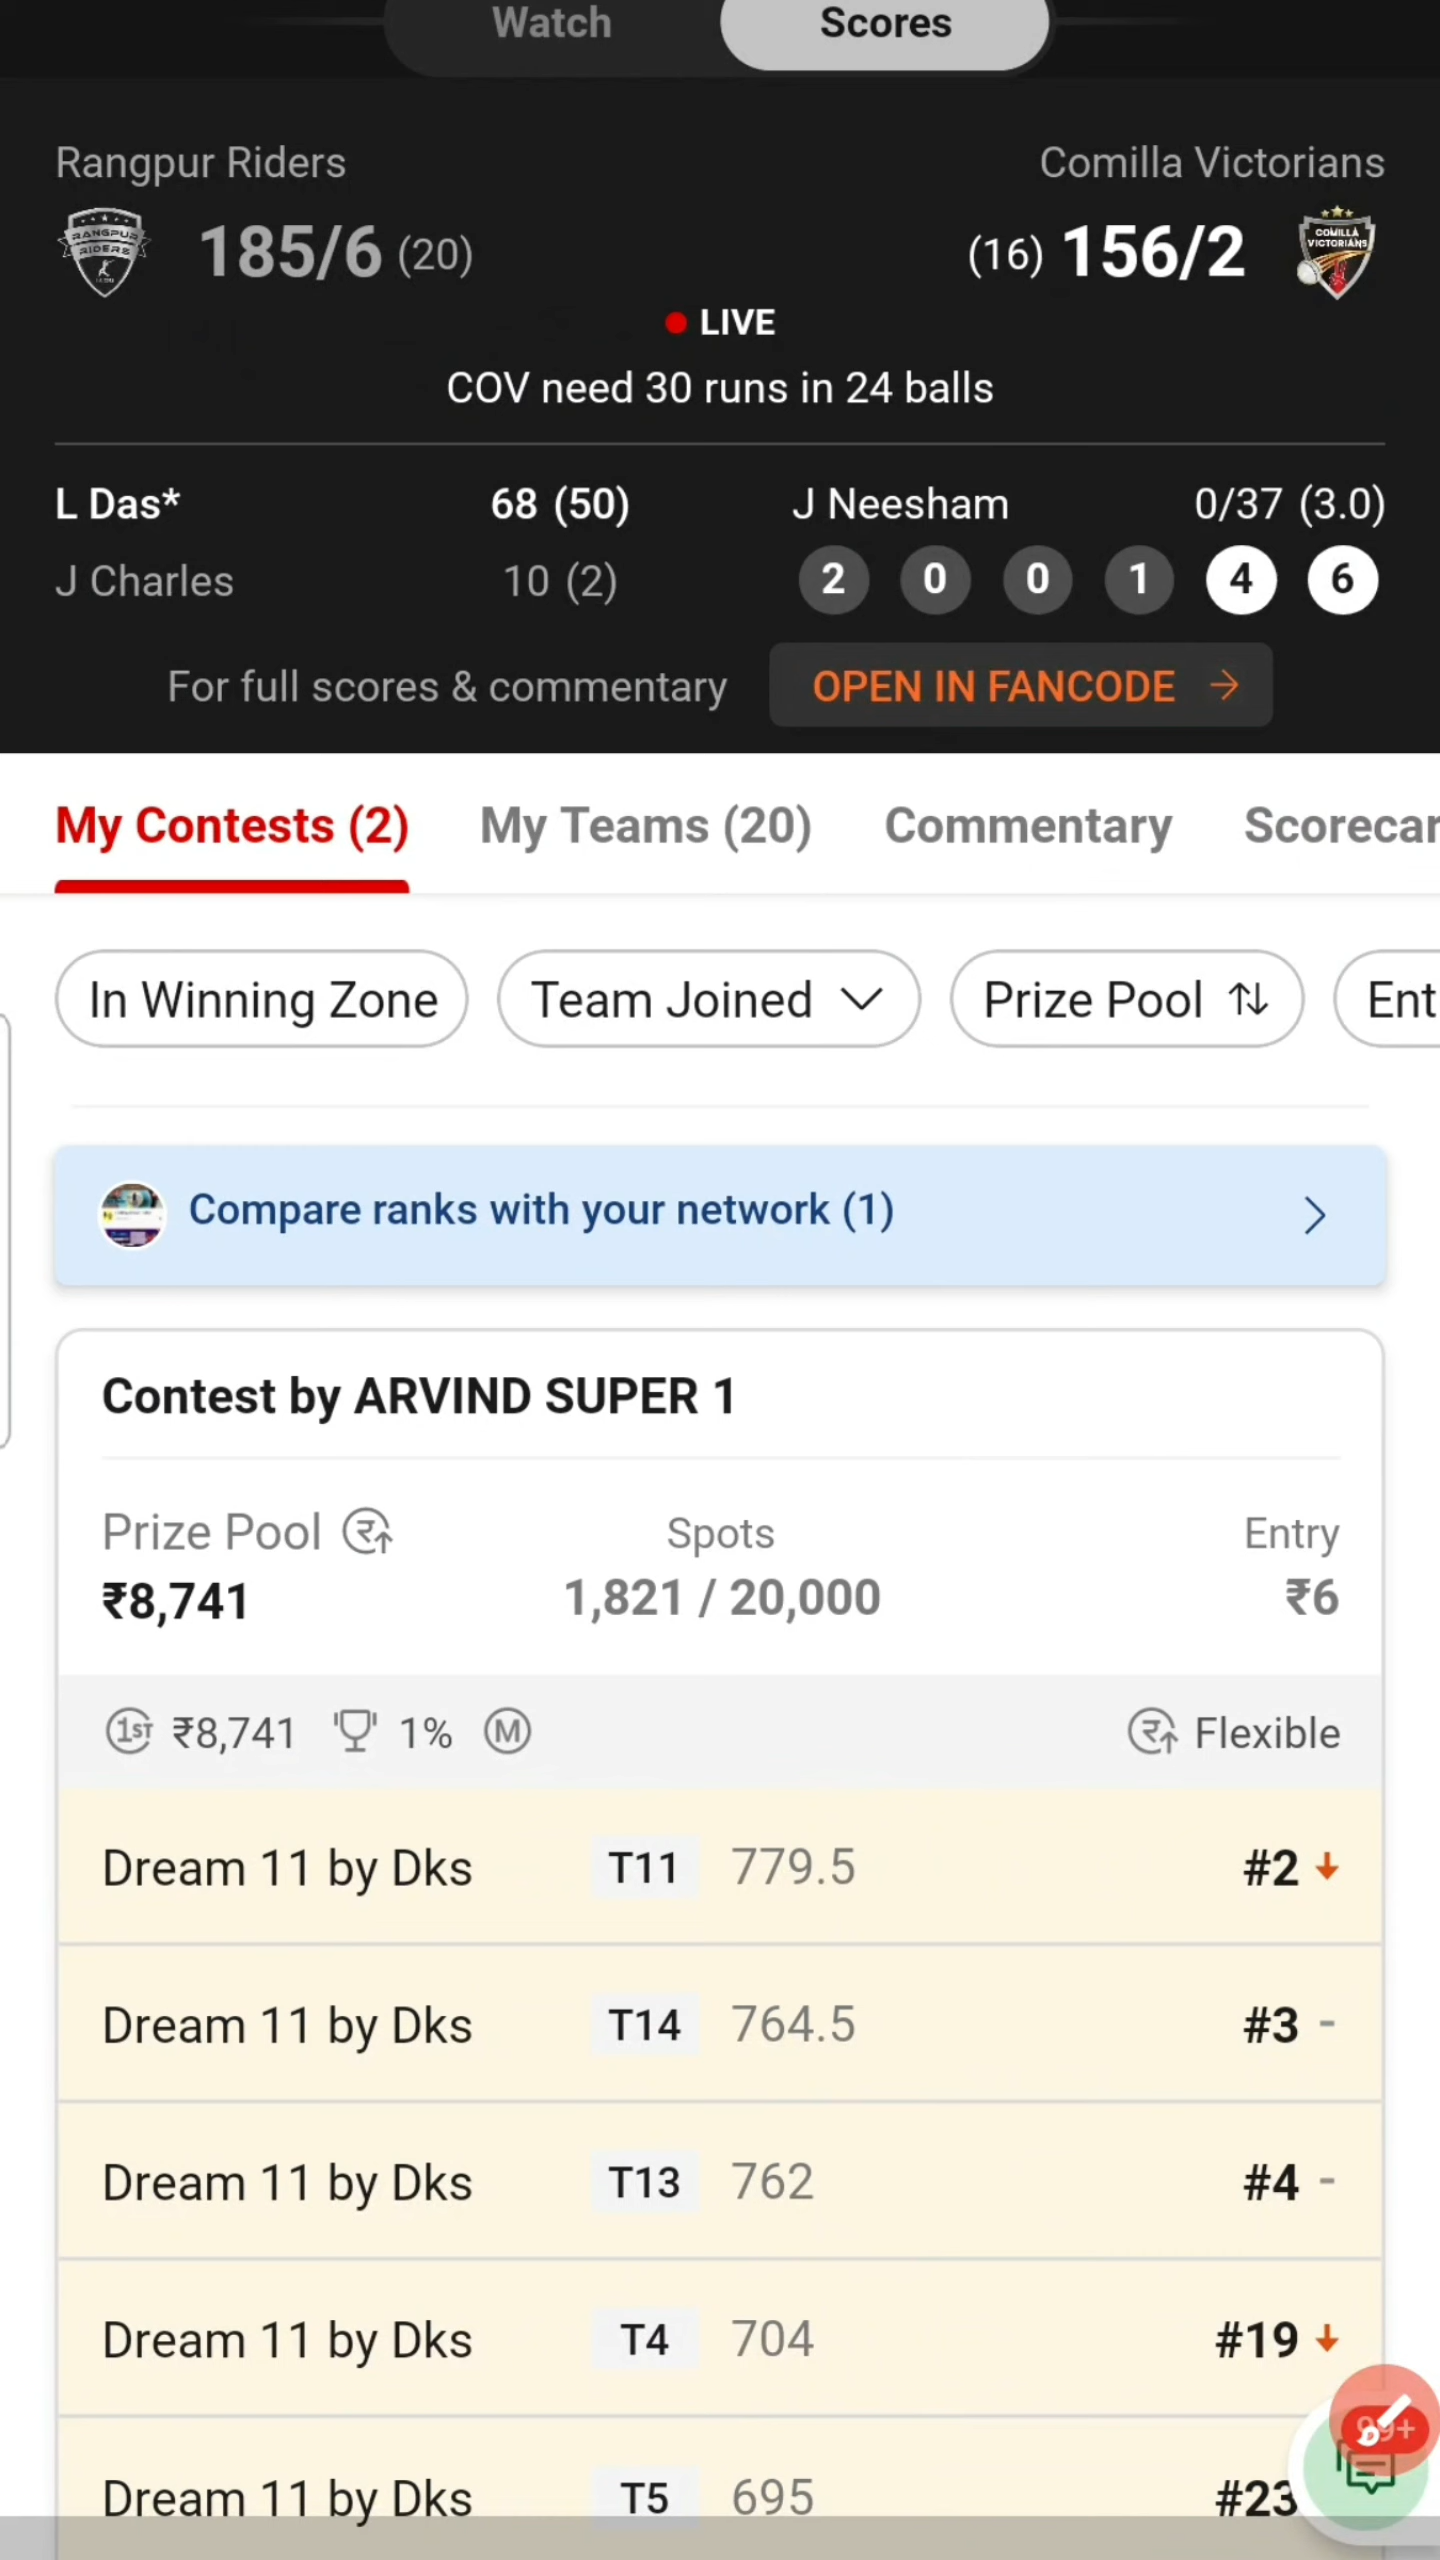 Watch Scores
Rangpur Riders Comilla Victorians
RANGPUR RIDERS 185/6 (20) (16) 156/2 COMILLA VICTORIANS
LIVE
COV need 30 runs in 24 balls
L Das* 68 (50) J Neesham 0/37 (3.0)
J Charles 10 (2) 2 0 0 1 4 6
For full scores & commentary OPEN IN FANCODE →
My Contests (2) My Teams (20) Commentary Scorecar
In Winning Zone Team Joined Prize Pool Ent
Compare ranks with your network (1)
Contest by ARVIND SUPER 1
Prize Pool Spots Entry
₹8,741 1,821 / 20,000 ₹6
1ST ₹8,741 1% M Flexible
Dream 11 by Dks T11 779.5 #2
Dream 11 by Dks T14 764.5 #3 -
Dream 11 by Dks T13 762 #4 -
Dream 11 by Dks T4 704 #19
99+
Dream 11 by Dks T5 695 #23